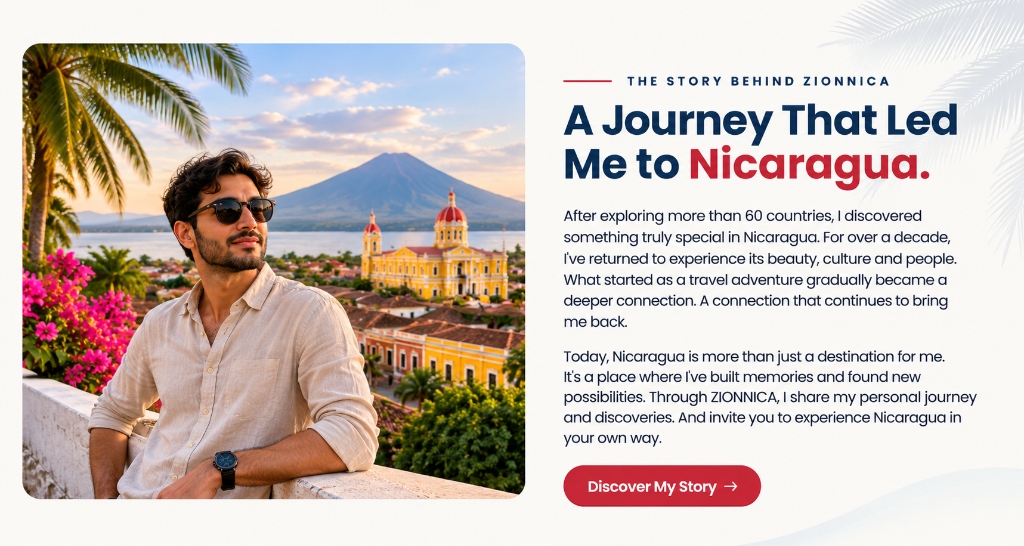 THE STORY BEHIND ZIONNICA
A Journey That Led
Me to Nicaragua.
After exploring more than 60 countries, I discovered
something truly special in Nicaragua. For over a decade,
I've returned to experience its beauty, culture and people.
What started as a travel adventure gradually became a
deeper connection. A connection that continues to bring
me back.
Today, Nicaragua is more than just a destination for me.
It's a place where I've built memories and found new
possibilities. Through ZIONNICA, I share my personal journey
and discoveries. And invite you to experience Nicaragua in
your own way.
Discover My Story →